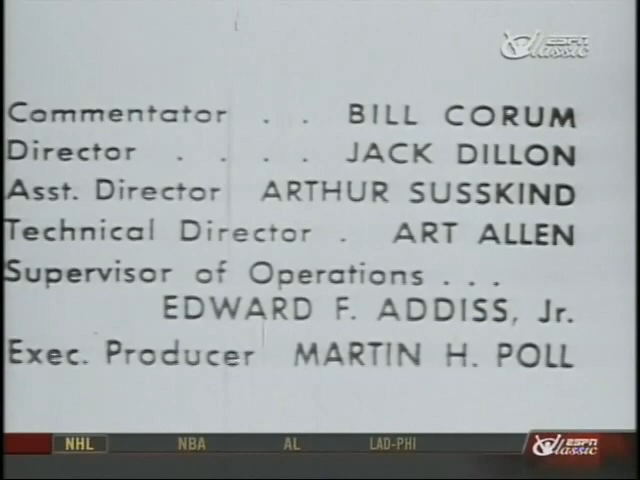 ESPN Classic
Commentator . . BILL CORUM
Director . . . . JACK DILLON
Asst. Director ARTHUR SUSSKIND
Technical Director . ART ALLEN
Supervisor of Operations . . .
EDWARD F. ADDISS, Jr.
Exec. Producer MARTIN H. POLL
NHL NBA AL LAD-PHI ESPN Classic